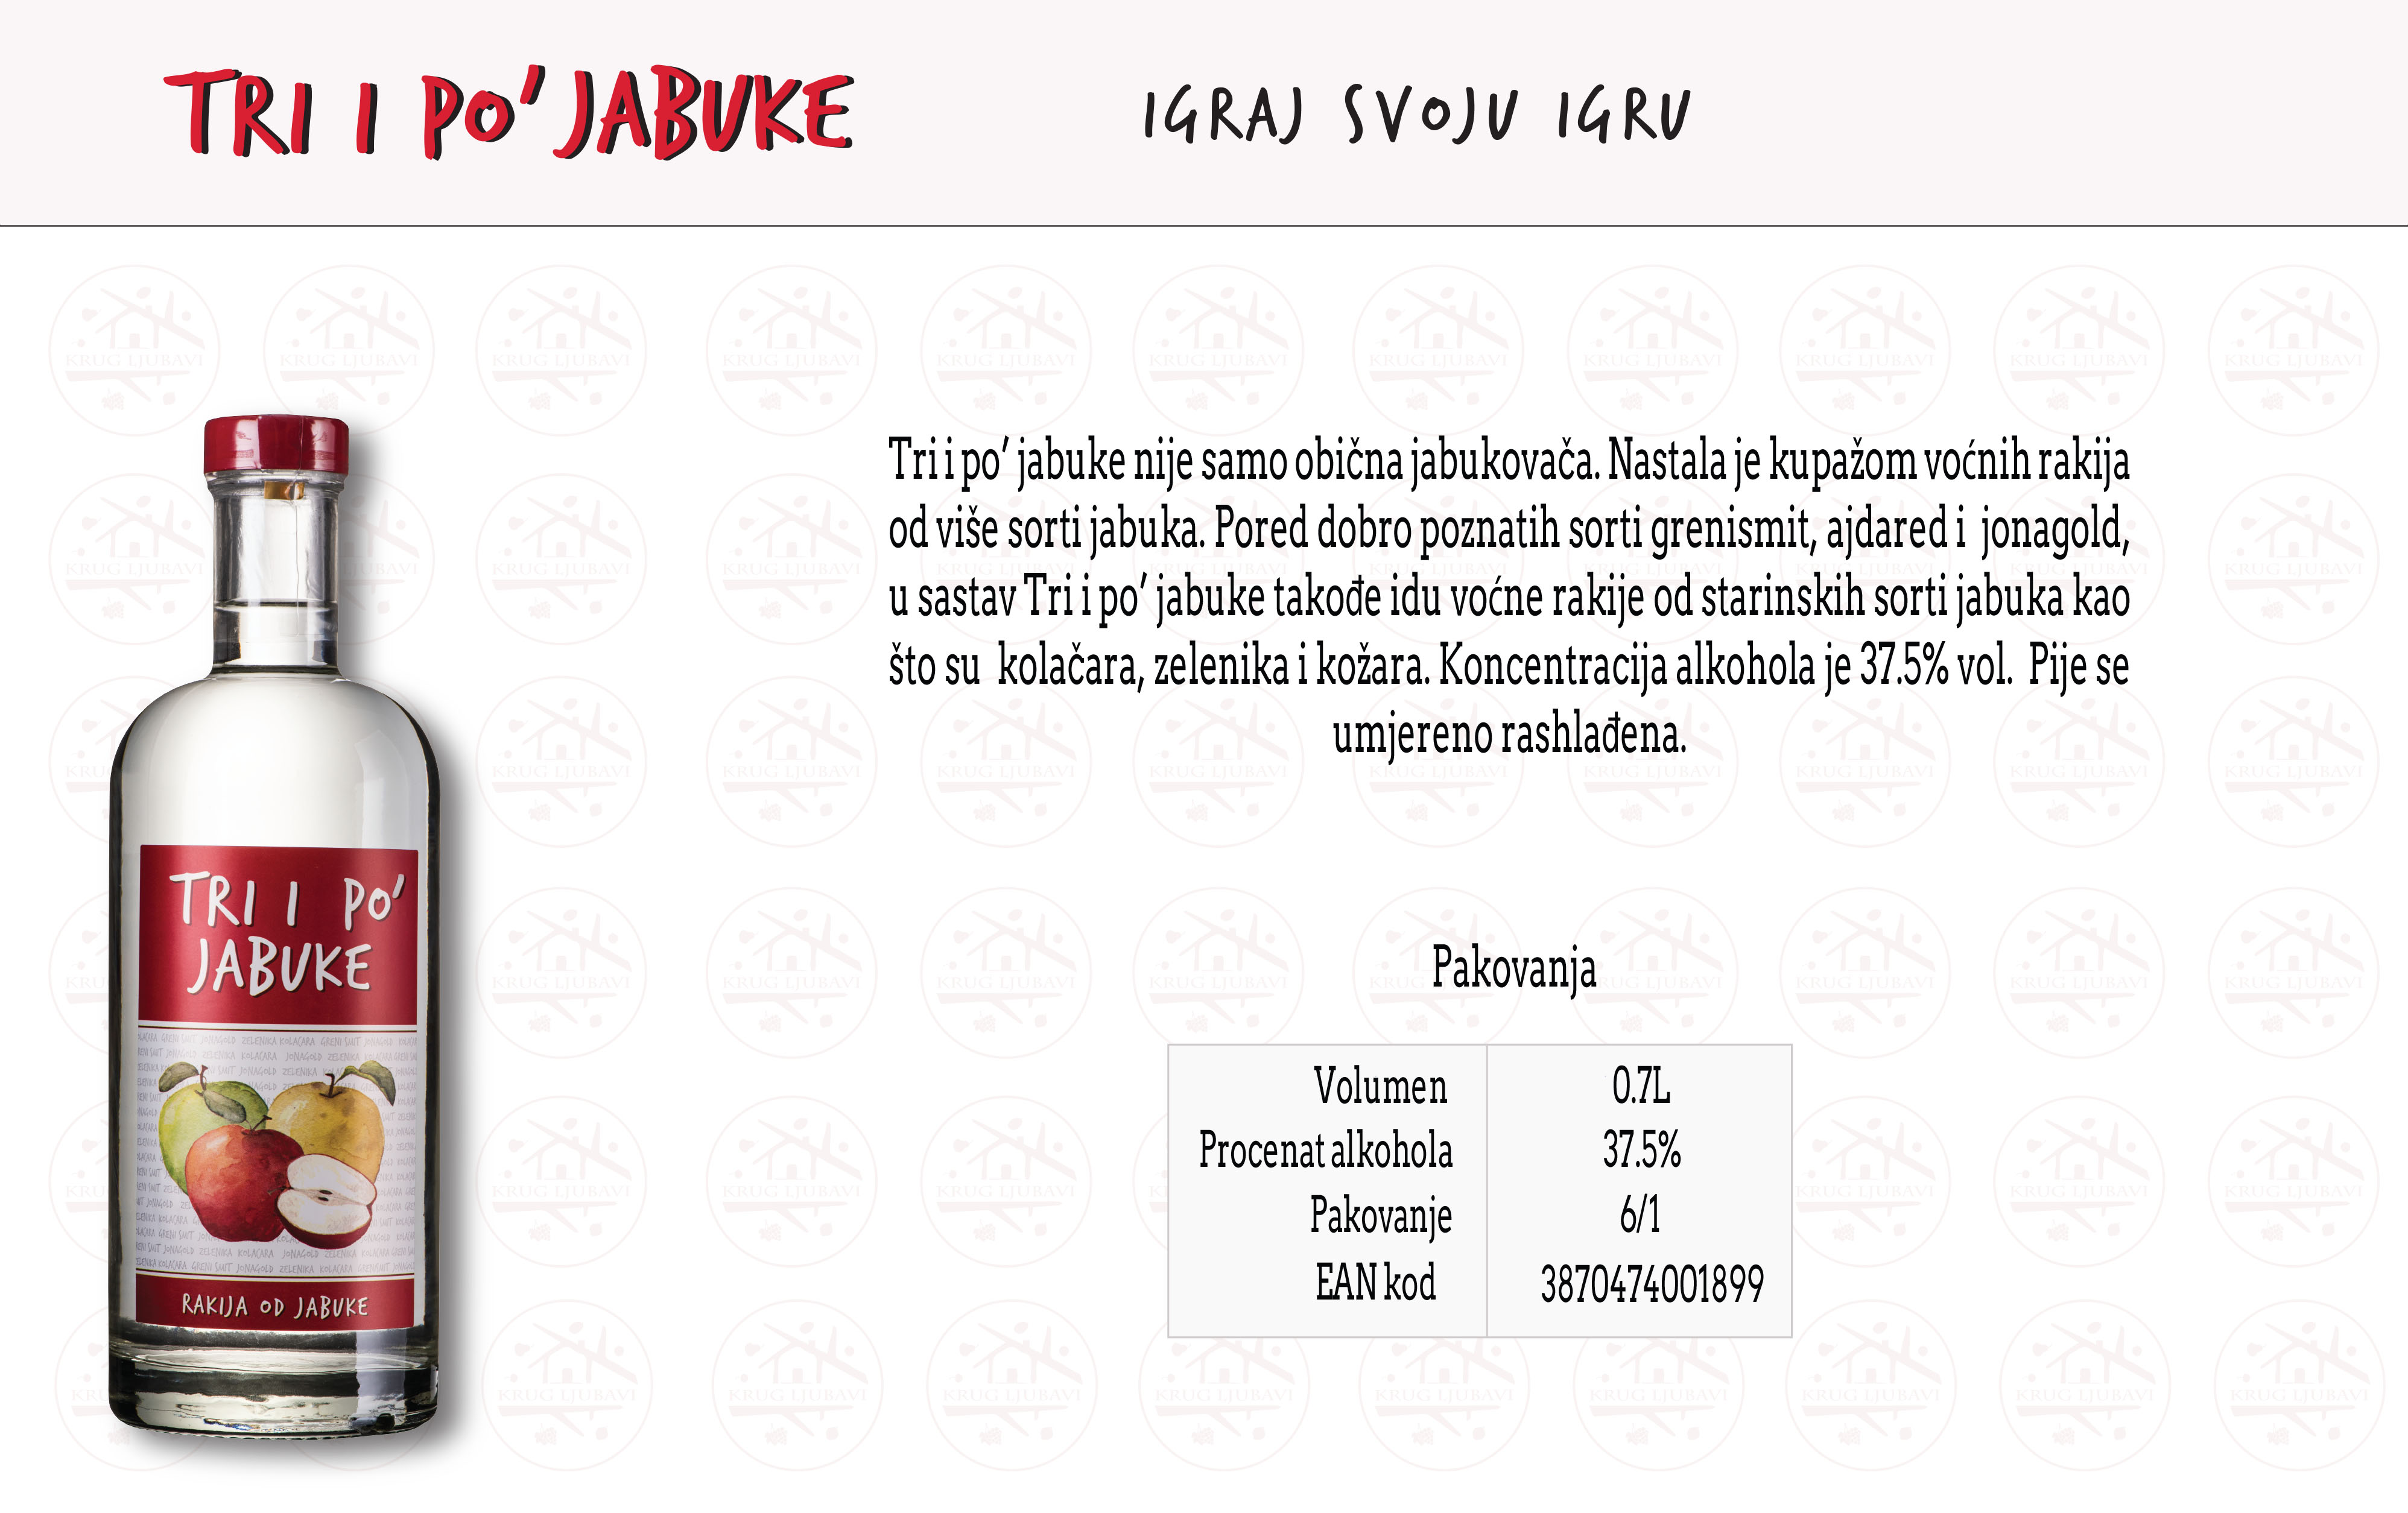 TRI I PO' JABUKE
IGRAJ SVOJU IGRU
Tri i po' jabuke nije samo obična jabukovača. Nastala je kupažom voćnih rakija
od više sorti jabuka. Pored dobro poznatih sorti grenismit, ajdared i jonagold,
u sastav Tri i po' jabuke takođe idu voćne rakije od starinskih sorti jabuka kao
što su kolačara, zelenika i kožara. Koncentracija alkohola je 37.5% vol. Pije se
umjereno rashlađena.
TRI I PO'
JABUKE
RAKIJA OD JABUKE
Pakovanja
Volumen 0.7L
Procenat alkohola 37.5%
Pakovanje 6/1
EAN kod 3870474001899
KRUG LJUBAVI